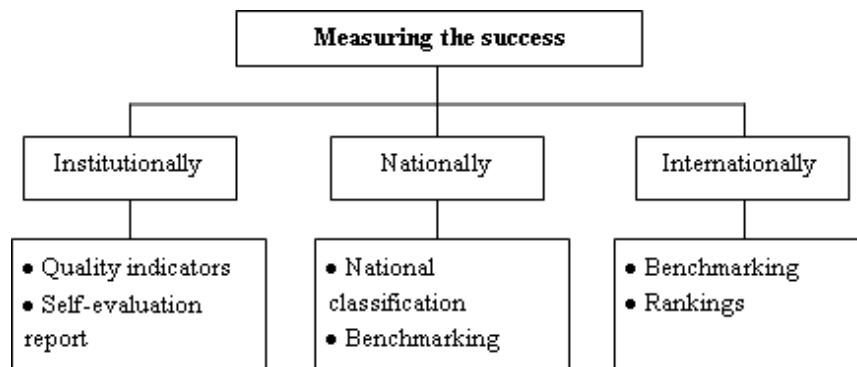 Measuring the success
Institutionally
Nationally
Internationally
● Quality indicators
● Self-evaluation
report
● National
classification
● Benchmarking
● Benchmarking
● Rankings